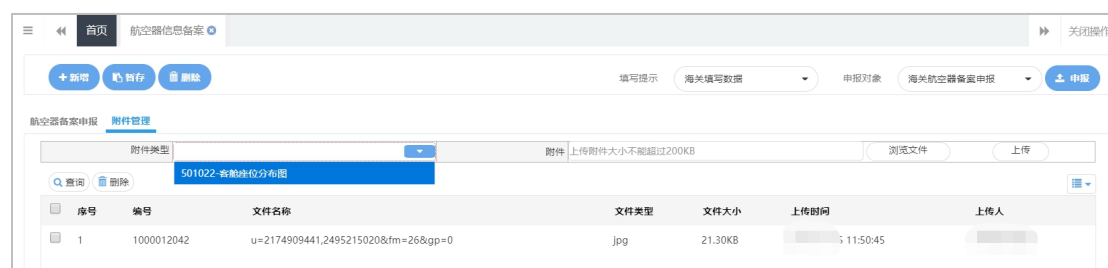 首页 航空器信息备案 关闭操作
+新增 暂存 删除 填写提示 海关填写数据 申报对象 海关航空器备案申报 申报
航空器备案申报 附件管理
附件类型 附件 上传附件大小不能超过200KB 浏览文件 上传
501022-客舱座位分布图
查询 删除
序号 编号 文件名称 文件类型 文件大小 上传时间 上传人
1 1000012042 u=2174909441,2495215020&fm=26&gp=0 jpg 21.30KB 11:50:45